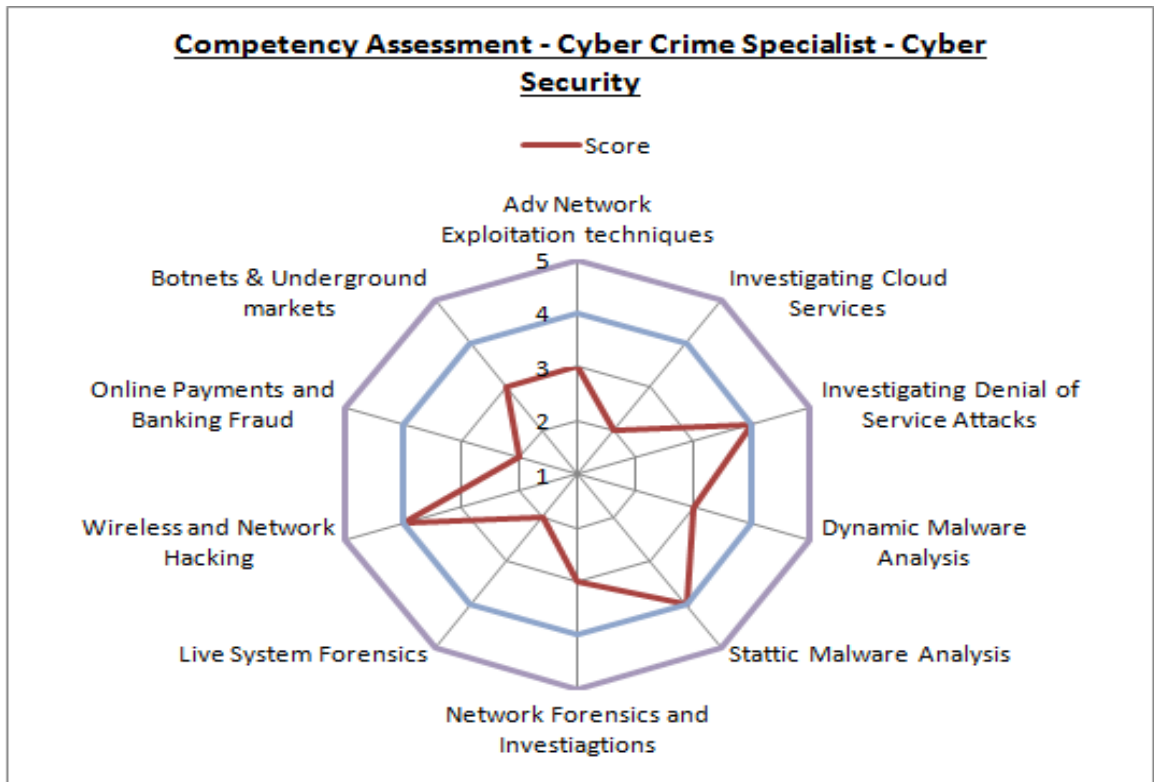 Competency Assessment - Cyber Crime Specialist - Cyber
Security
Score
Adv Network
Exploitation techniques
Botnets & Underground
markets
Investigating Cloud
Services
Online Payments and
Banking Fraud
Investigating Denial of
Service Attacks
Wireless and Network
Hacking
Dynamic Malware
Analysis
Live System Forensics
Stattic Malware Analysis
Network Forensics and
Investiagtions
5
4
3
2
1